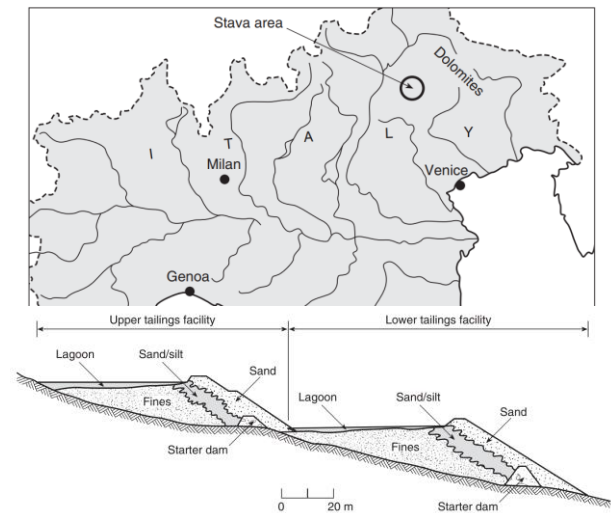 Stava area
Dolomites
I T A L Y
Milan
Venice
Genoa
Upper tailings facility
Lower tailings facility
Lagoon
Sand/silt
Sand
Fines
Starter dam
Lagoon
Sand/silt
Sand
Fines
Starter dam
0 20 m